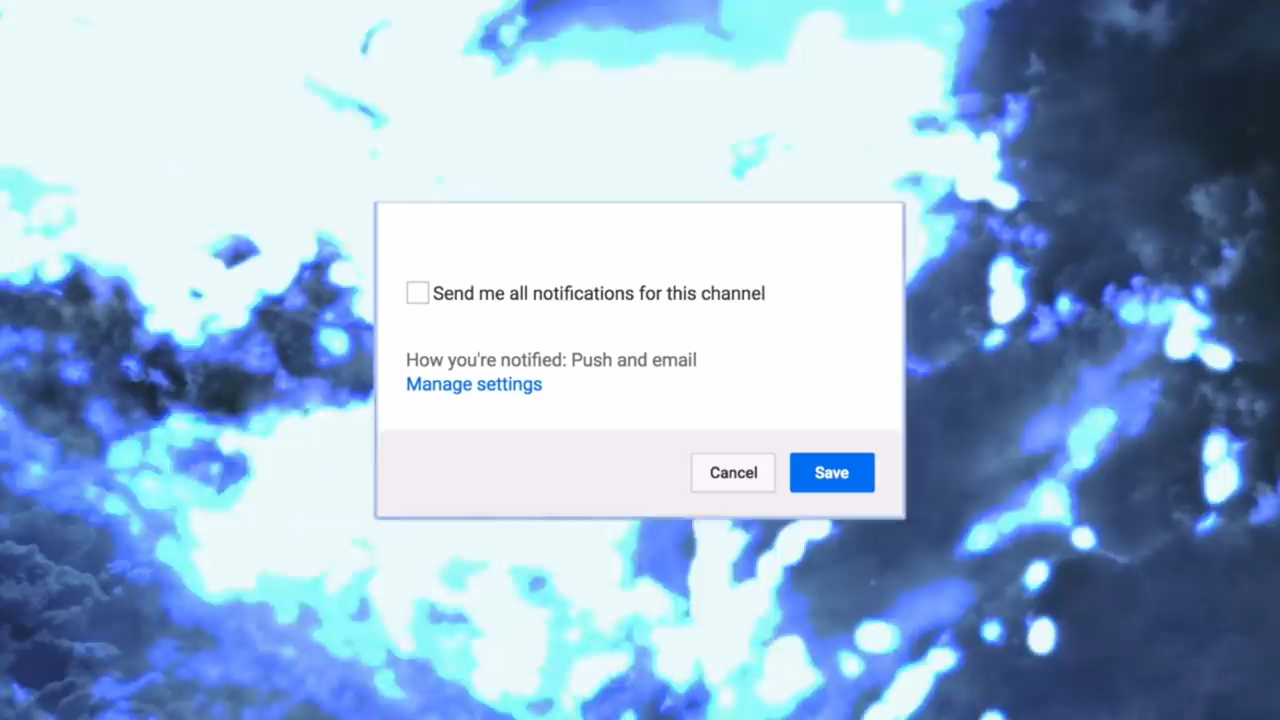 Send me all notifications for this channel
How you're notified: Push and email
Manage settings
Cancel
Save